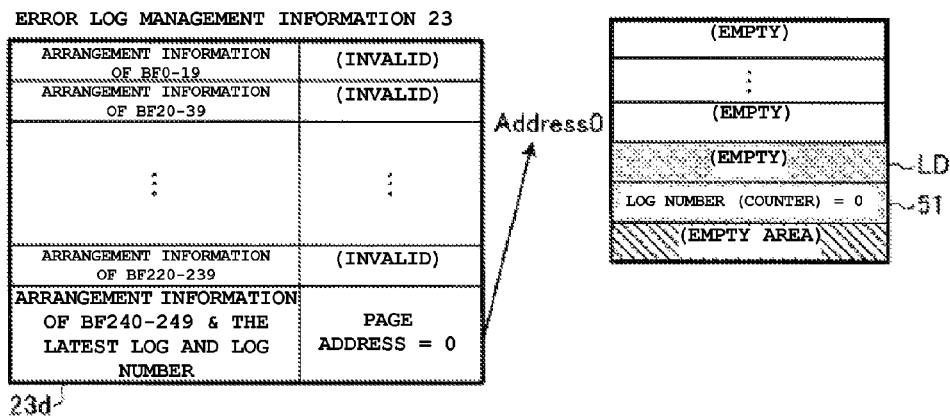 ERROR LOG MANAGEMENT INFORMATION 23
ARRANGEMENT INFORMATION
OF BF0-19
(INVALID)
ARRANGEMENT INFORMATION
OF BF20-39
(INVALID)
ARRANGEMENT INFORMATION
OF BF220-239
(INVALID)
ARRANGEMENT INFORMATION
OF BF240-249 & THE
LATEST LOG AND LOG
NUMBER
PAGE
ADDRESS = 0
23d
Address0
(EMPTY)
(EMPTY)
(EMPTY)
LD
LOG NUMBER (COUNTER) = 0
51
(EMPTY AREA)